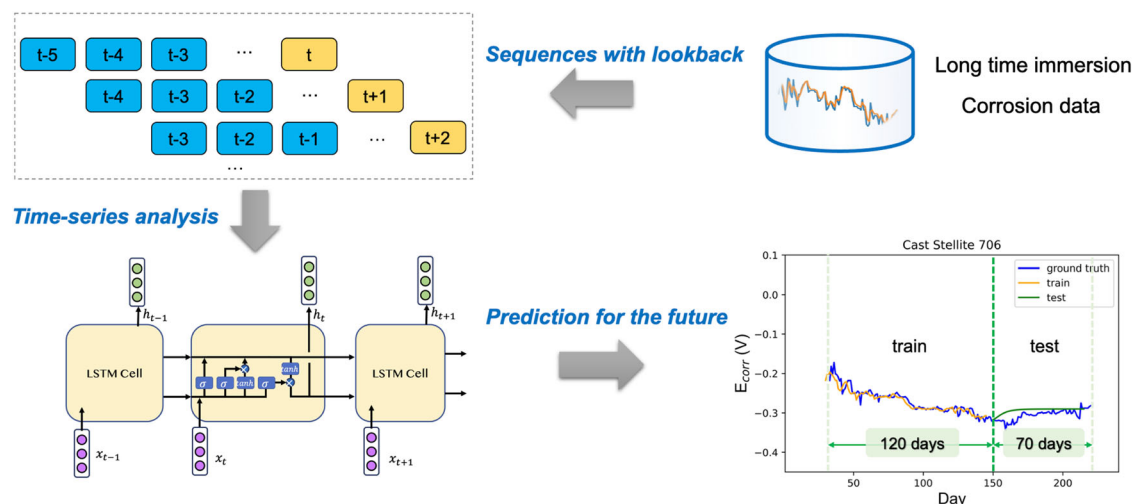 t-5 t-4 t-3 ... t
t-4 t-3 t-2 ... t+1
t-3 t-2 t-1 ... t+2
...
Sequences with lookback
Long time immersion
Corrosion data
Time-series analysis
h_{t-1} h_t h_{t+1}
LSTM Cell
σ σ tanh σ × tanh ×
LSTM Cell
x_{t-1} x_t x_{t+1}
Prediction for the future
Cast Stellite 706
ground truth
train
test
train test
120 days 70 days
E_{corr} (V)
0.1
0.0
−0.1
−0.2
−0.3
−0.4
50 100 150 200
Day